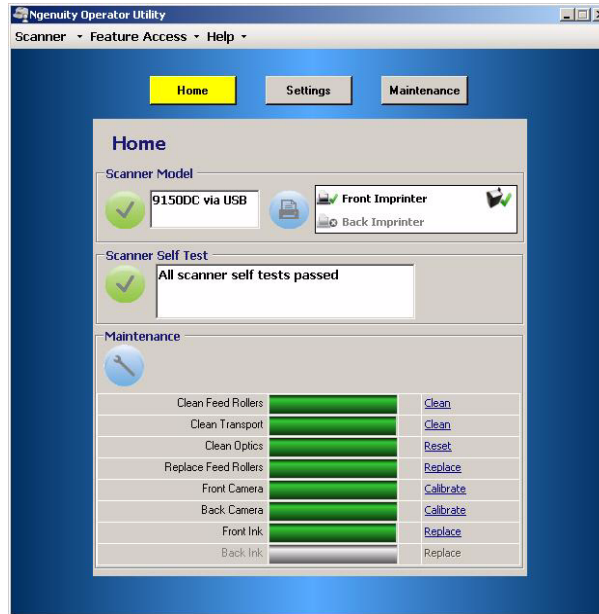 Ngenuity Operator Utility
Scanner Feature Access Help
Home Settings Maintenance
Home
Scanner Model
9150DC via USB
Front Imprinter
Back Imprinter
Scanner Self Test
All scanner self tests passed
Maintenance
Clean Feed Rollers Clean
Clean Transport Clean
Clean Optics Reset
Replace Feed Rollers Replace
Front Camera Calibrate
Back Camera Calibrate
Front Ink Replace
Back Ink Replace